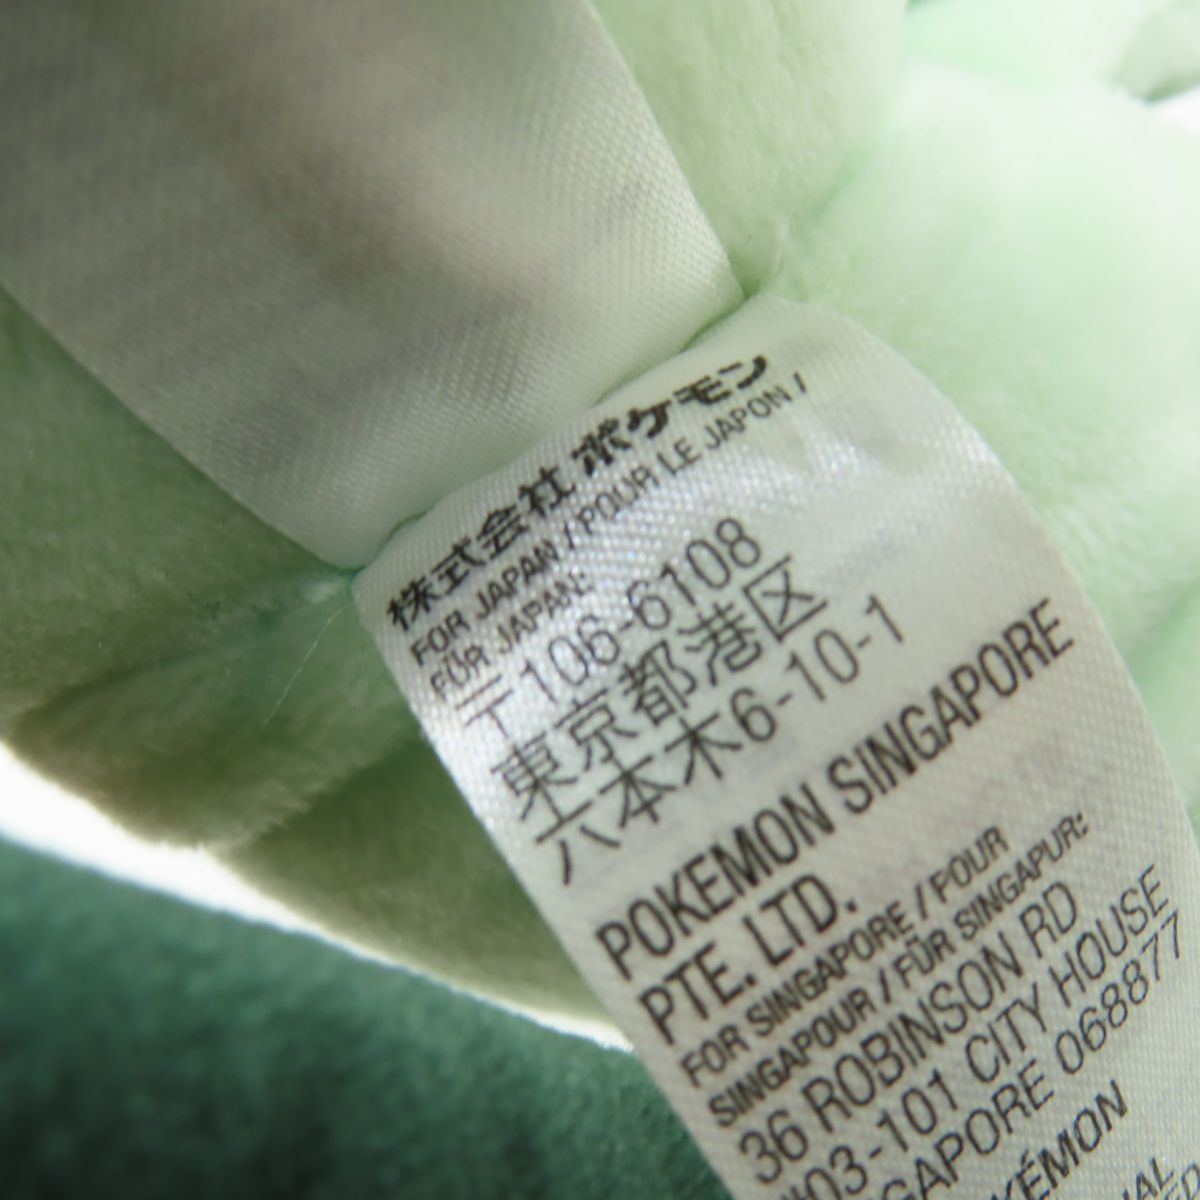 株式会社ポケモン
FOR JAPAN / POUR LE JAPON /
FÜR JAPAN:
〒106-6108
東京都港区
六本木6-10-1
POKEMON SINGAPORE
PTE. LTD.
FOR SINGAPORE / POUR
SINGAPOUR / FÜR SINGAPUR:
36 ROBINSON RD
#03-101 CITY HOUSE
GAPORE 068877
KÉMON